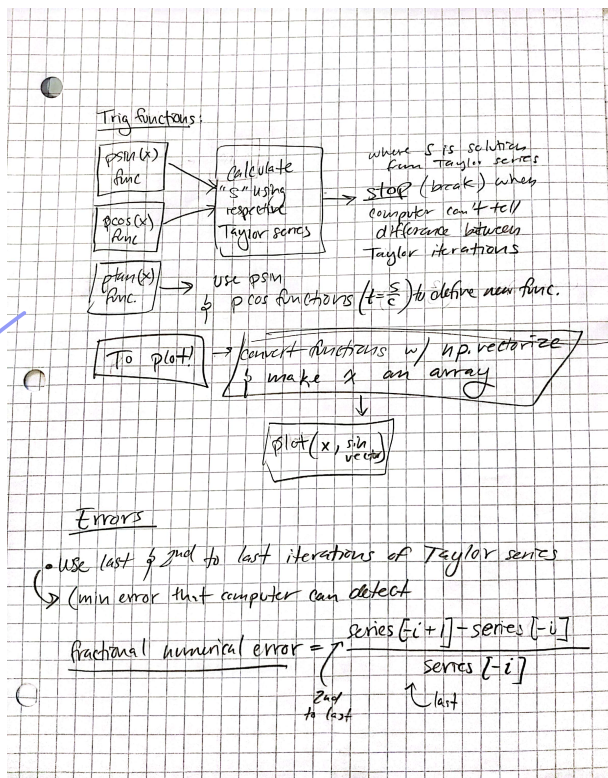 Trig functions:
psin(x)
func
pcos(x)
func
Calculate
"S" using
respective
Taylor series
where S is solution
from Taylor series
stop (break) when
computer can't tell
difference between
Taylor iterations
ptan(x)
func.
use psin
& pcos functions (t=s/c) to define new func.
To plot!
convert functions w/ np.vectorize
& make x an array
plot(x, sin vector)
Errors
• use last & 2nd to last iterations of Taylor series
(min error that computer can detect
fractional numerical error = series[-i+1]-series[-i]
series[-i]
2nd
to last
last